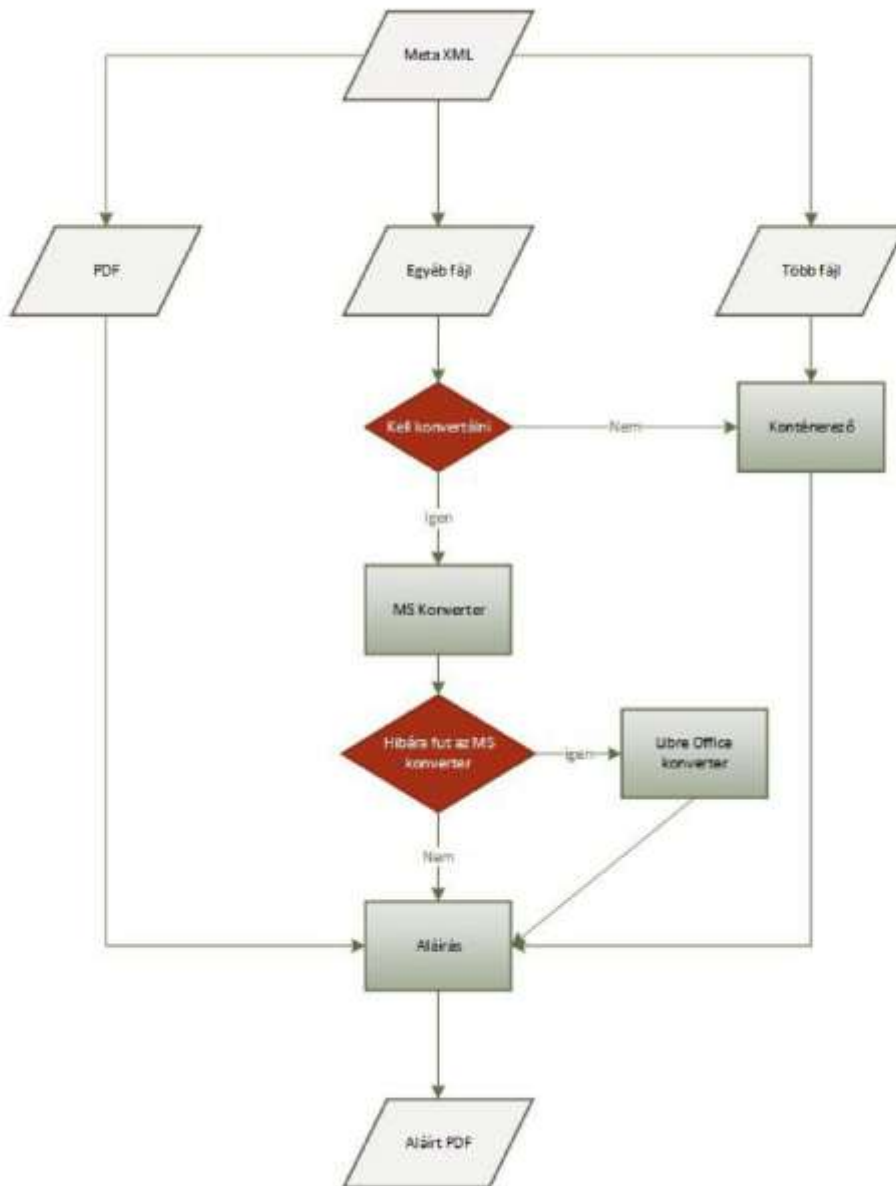 Meta XML
PDF
Egyéb fájl
Több fájl
Kell konvertálni
Nem
Konténerező
Igen
MS Konverter
Hibára fut az MS
konverter
Igen
Libre Office
konverter
Nem
Aláírás
Aláírt PDF